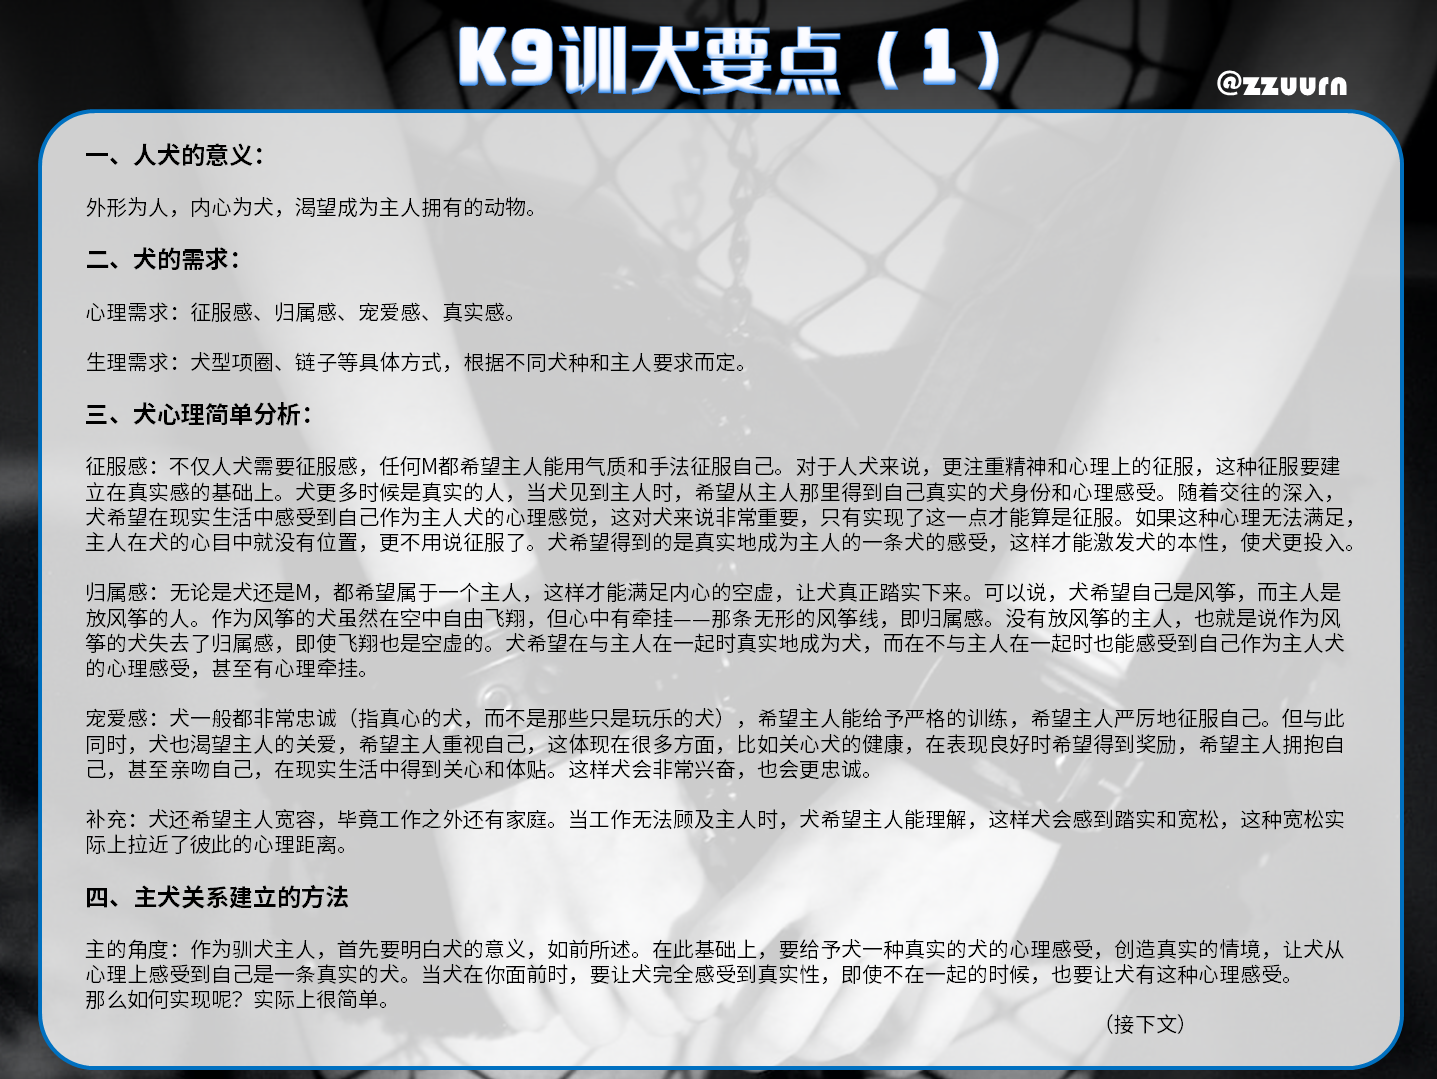 K9训犬要点（1）
@zzuurn
一、人犬的意义：
外形为人，内心为犬，渴望成为主人拥有的动物。
二、犬的需求：
心理需求：征服感、归属感、宠爱感、真实感。
生理需求：犬型项圈、链子等具体方式，根据不同犬种和主人要求而定。
三、犬心理简单分析：
征服感：不仅人犬需要征服感，任何M都希望主人能用气质和手法征服自己。对于人犬来说，更注重精神和心理上的征服，这种征服要建
立在真实感的基础上。犬更多时候是真实的人，当犬见到主人时，希望从主人那里得到自己真实的犬身份和心理感受。随着交往的深入，
犬希望在现实生活中感受到自己作为主人犬的心理感觉，这对犬来说非常重要，只有实现了这一点才能算是征服。如果这种心理无法满足，
主人在犬的心目中就没有位置，更不用说征服了。犬希望得到的是真实地成为主人的一条犬的感受，这样才能激发犬的本性，使犬更投入。
归属感：无论是犬还是M，都希望属于一个主人，这样才能满足内心的空虚，让犬真正踏实下来。可以说，犬希望自己是风筝，而主人是
放风筝的人。作为风筝的犬虽然在空中自由飞翔，但心中有牵挂——那条无形的风筝线，即归属感。没有放风筝的主人，也就是说作为风
筝的犬失去了归属感，即使飞翔也是空虚的。犬希望在与主人在一起时真实地成为犬，而在不与主人在一起时也能感受到自己作为主人犬
的心理感受，甚至有心理牵挂。
宠爱感：犬一般都非常忠诚（指真心的犬，而不是那些只是玩乐的犬），希望主人能给予严格的训练，希望主人严厉地征服自己。但与此
同时，犬也渴望主人的关爱，希望主人重视自己，这体现在很多方面，比如关心犬的健康，在表现良好时希望得到奖励，希望主人拥抱自
己，甚至亲吻自己，在现实生活中得到关心和体贴。这样犬会非常兴奋，也会更忠诚。
补充：犬还希望主人宽容，毕竟工作之外还有家庭。当工作无法顾及主人时，犬希望主人能理解，这样犬会感到踏实和宽松，这种宽松实
际上拉近了彼此的心理距离。
四、主犬关系建立的方法
主的角度：作为驯犬主人，首先要明白犬的意义，如前所述。在此基础上，要给予犬一种真实的犬的心理感受，创造真实的情境，让犬从
心理上感受到自己是一条真实的犬。当犬在你面前时，要让犬完全感受到真实性，即使不在一起的时候，也要让犬有这种心理感受。
那么如何实现呢？实际上很简单。
（接下文）